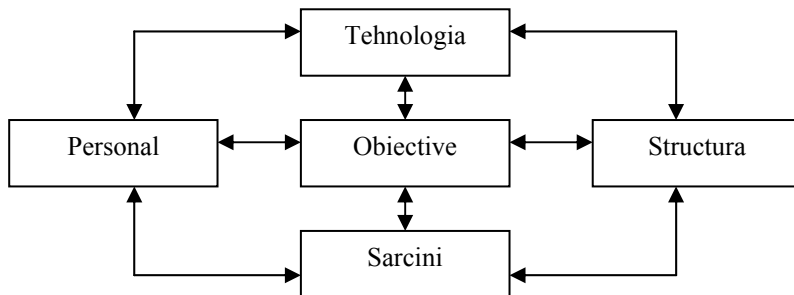 Tehnologia
Personal
Obiective
Structura
Sarcini